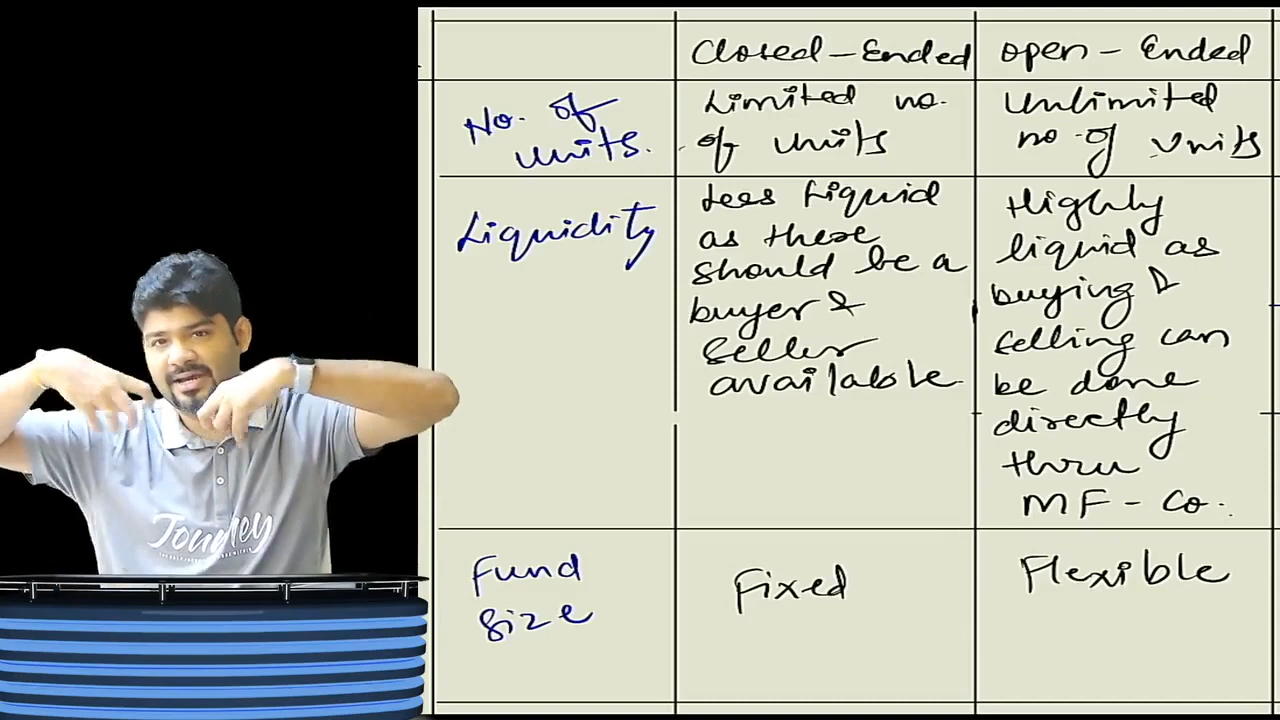 Closed-Ended
open-Ended
No. of
units.
Limited no.
of units
Unlimited
no. of units
Liquidity
Less Liquid
as there
should be a
buyer &
Seller
available.
Highly
liquid as
buying &
selling can
be done
directly
thru
MF-Co.
Fund
Size
Fixed
Flexible
Journey